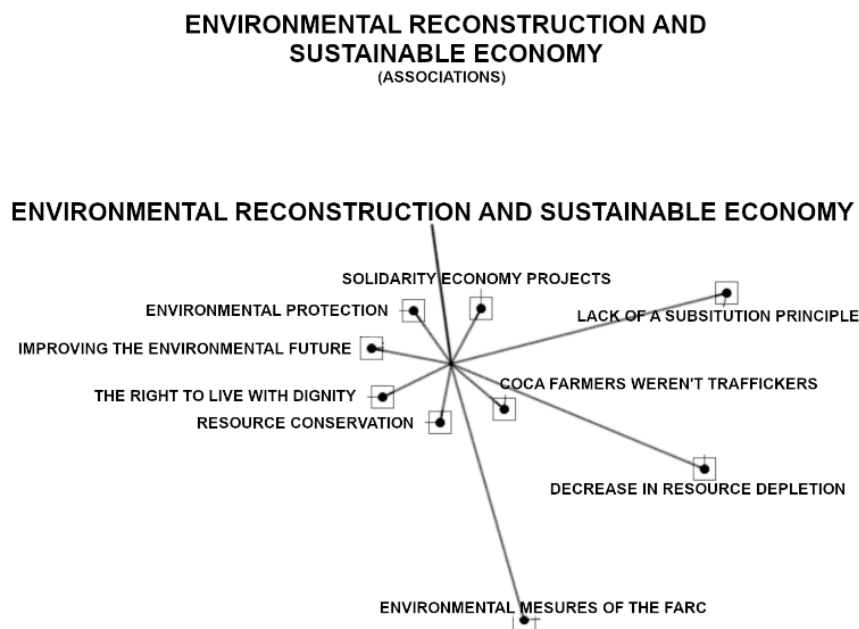 ENVIRONMENTAL RECONSTRUCTION AND
SUSTAINABLE ECONOMY
(ASSOCIATIONS)
ENVIRONMENTAL RECONSTRUCTION AND SUSTAINABLE ECONOMY
SOLIDARITY ECONOMY PROJECTS
ENVIRONMENTAL PROTECTION
LACK OF A SUBSITUTION PRINCIPLE
IMPROVING THE ENVIRONMENTAL FUTURE
COCA FARMERS WEREN'T TRAFFICKERS
THE RIGHT TO LIVE WITH DIGNITY
RESOURCE CONSERVATION
DECREASE IN RESOURCE DEPLETION
ENVIRONMENTAL MESURES OF THE FARC